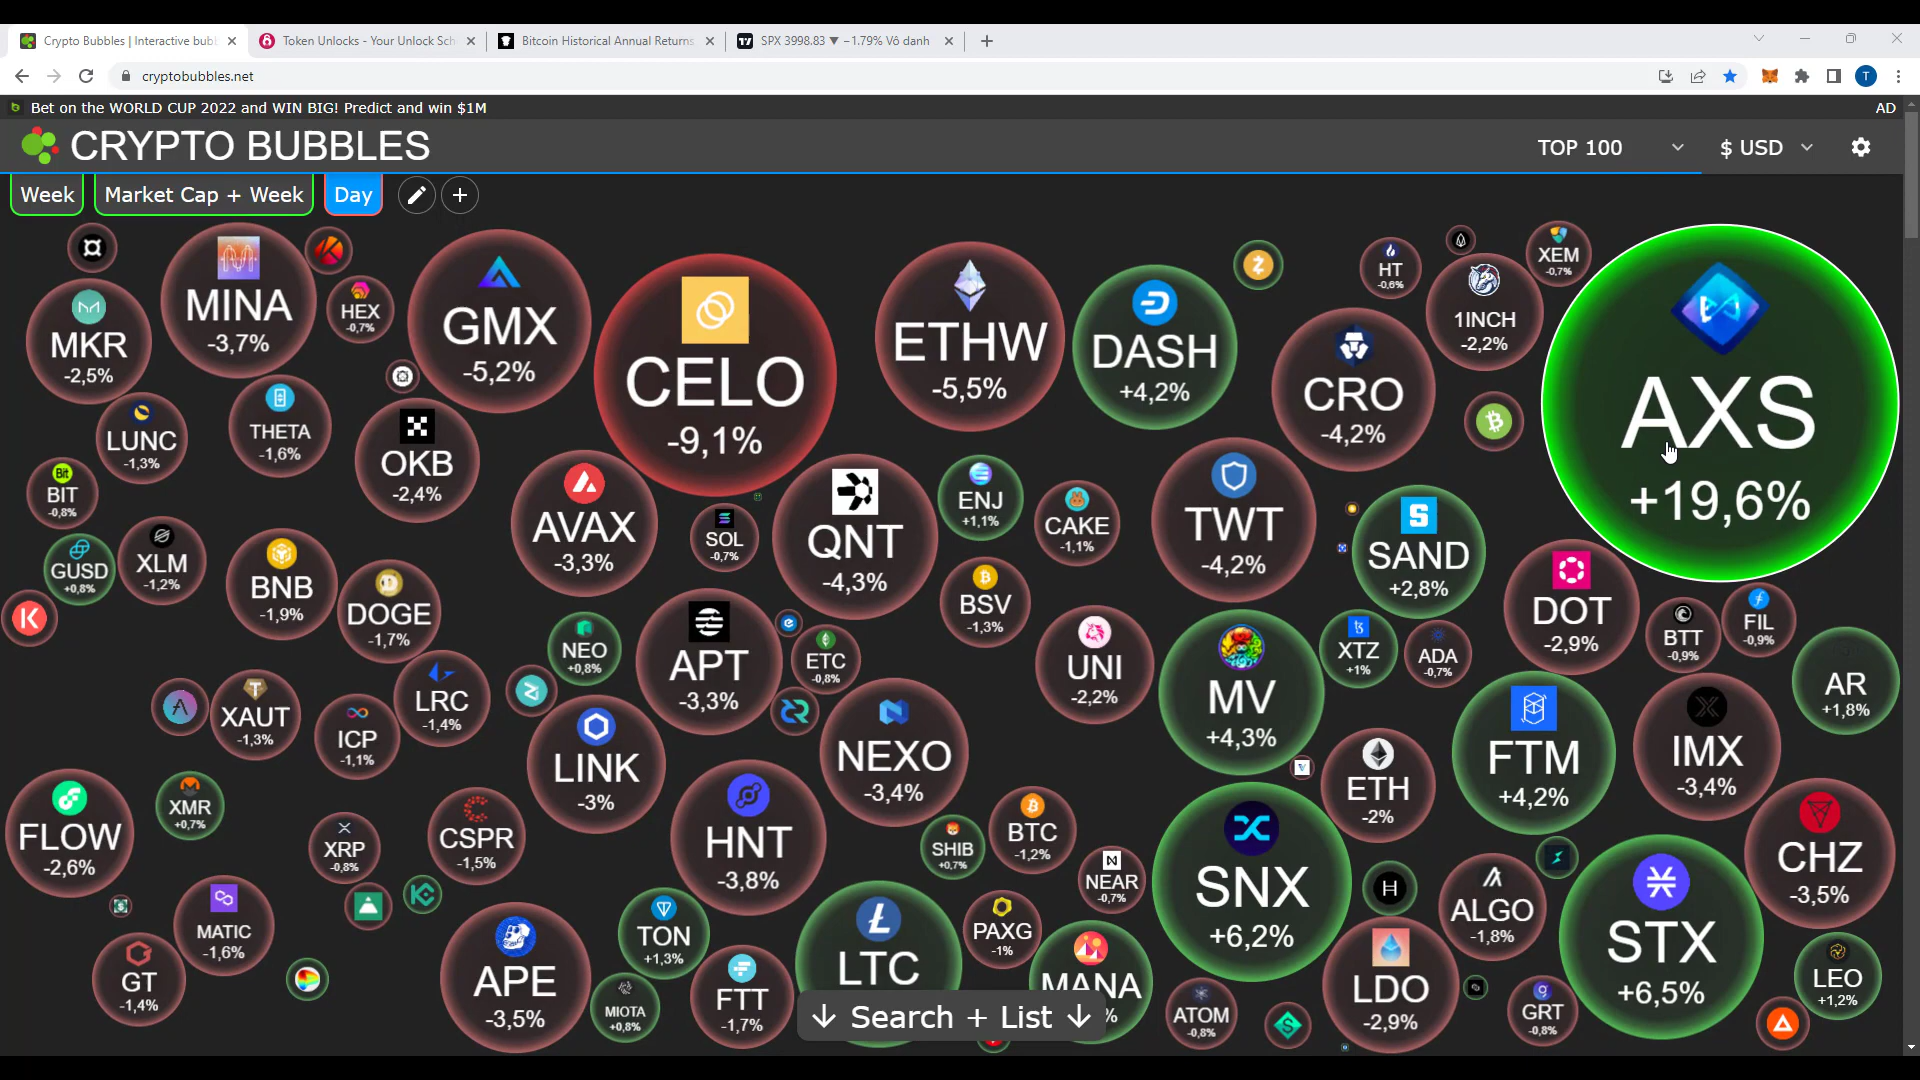 Crypto Bubbles | Interactive bub
Token Unlocks - Your Unlock Sch
Bitcoin Historical Annual Returns
SPX 3998.83 ▼ −1.79% Vô danh
cryptobubbles.net
T
Bet on the WORLD CUP 2022 and WIN BIG! Predict and win $1M
AD
CRYPTO BUBBLES
TOP 100
$ USD
Week
Market Cap + Week
Day
MKR
-2,5%
MINA
-3,7%
HEX
-0,7%
GMX
-5,2%
CELO
-9,1%
ETHW
-5,5%
DASH
+4,2%
HT
-0,6%
CRO
-4,2%
1INCH
-2,2%
XEM
-0,7%
AXS
+19,6%
LUNC
-1,3%
THETA
-1,6%
OKB
-2,4%
Bit
BIT
-0,8%
AVAX
-3,3%
SOL
-0,7%
QNT
-4,3%
ENJ
+1,1%
CAKE
-1,1%
TWT
-4,2%
SAND
+2,8%
GUSD
+0,8%
XLM
-1,2%
BNB
-1,9%
DOGE
-1,7%
NEO
+0,8%
APT
-3,3%
ETC
-0,8%
BSV
-1,3%
UNI
-2,2%
MV
+4,3%
XTZ
+1%
ADA
-0,7%
DOT
-2,9%
BTT
-0,9%
FIL
-0,9%
AR
+1,8%
XAUT
-1,3%
ICP
-1,1%
LRC
-1,4%
LINK
-3%
NEXO
-3,4%
ETH
-2%
FTM
+4,2%
IMX
-3,4%
FLOW
-2,6%
XMR
+0,7%
XRP
-0,8%
CSPR
-1,5%
HNT
-3,8%
SHIB
+0,7%
BTC
-1,2%
NEAR
-0,7%
SNX
+6,2%
ALGO
-1,8%
STX
+6,5%
CHZ
-3,5%
MATIC
-1,6%
GT
-1,4%
APE
-3,5%
TON
+1,3%
MIOTA
+0,8%
FTT
-1,7%
LTC
PAXG
-1%
MANA
%
ATOM
-0,8%
LDO
-2,9%
GRT
-0,8%
LEO
+1,2%
↓ Search + List ↓